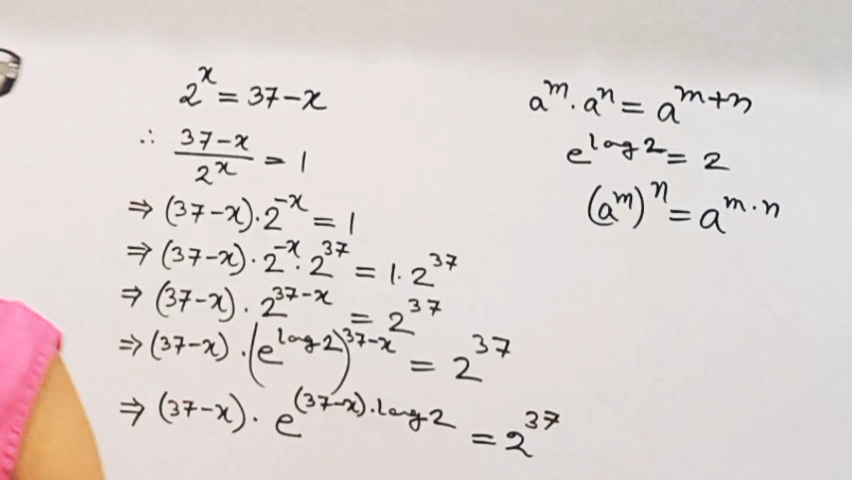 2^x = 37-x
∴ (37-x)/(2^x) = 1
⇒ (37-x)·2^(-x) = 1
⇒ (37-x)·2^(-x)·2^37 = 1·2^37
⇒ (37-x)·2^(37-x) = 2^37
⇒ (37-x)·(e^(log2))^(37-x) = 2^37
⇒ (37-x)·e^((37-x)·log2) = 2^37
a^m·a^n = a^(m+n)
e^(log2) = 2
(a^m)^n = a^(m·n)